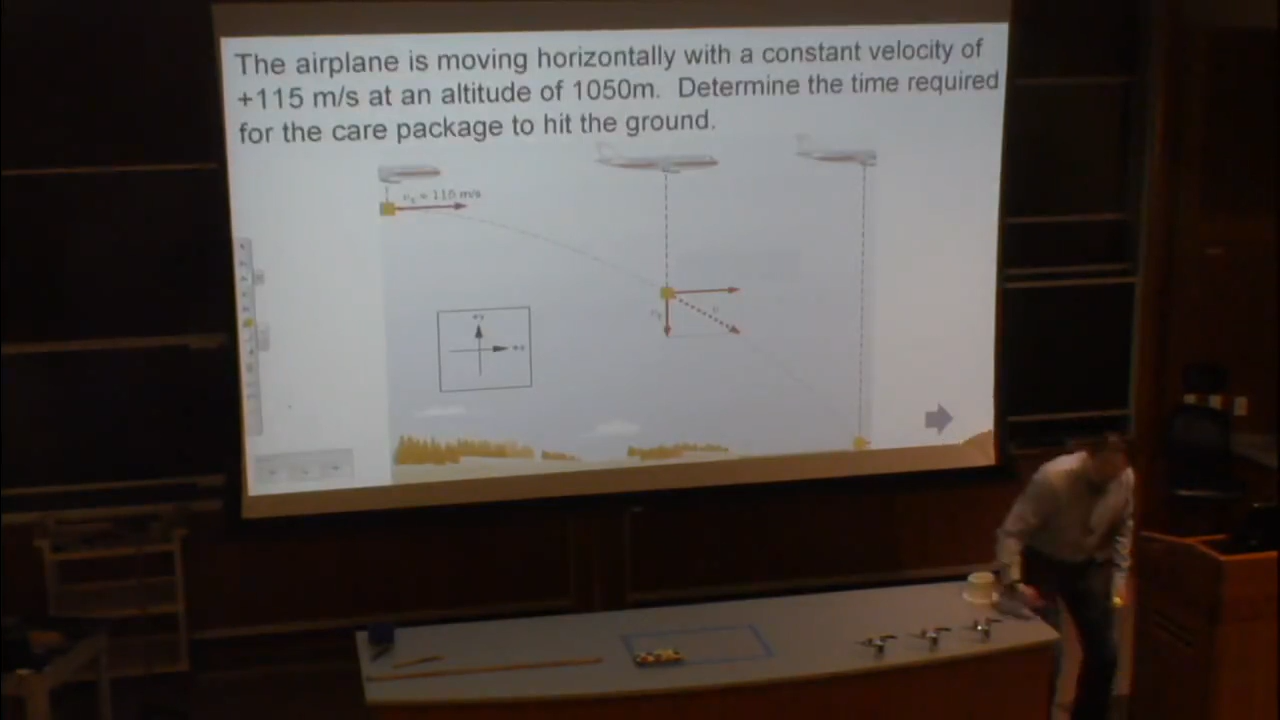 The airplane is moving horizontally with a constant velocity of
+115 m/s at an altitude of 1050m. Determine the time required
for the care package to hit the ground.